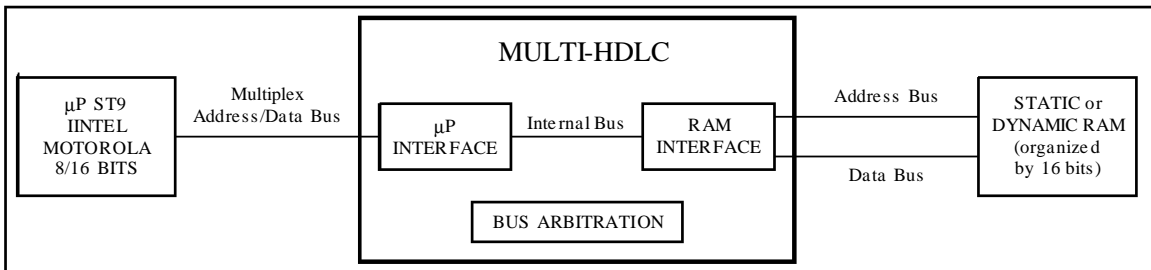 MULTI-HDLC
µP ST9
IINTEL
MOTOROLA
8/16 BITS
Multiplex
Address/Data Bus
µP
INTERFACE
Internal Bus
RAM
INTERFACE
BUS ARBITRATION
Address Bus
Data Bus
STATIC or
DYNAMIC RAM
(organized
by 16 bits)